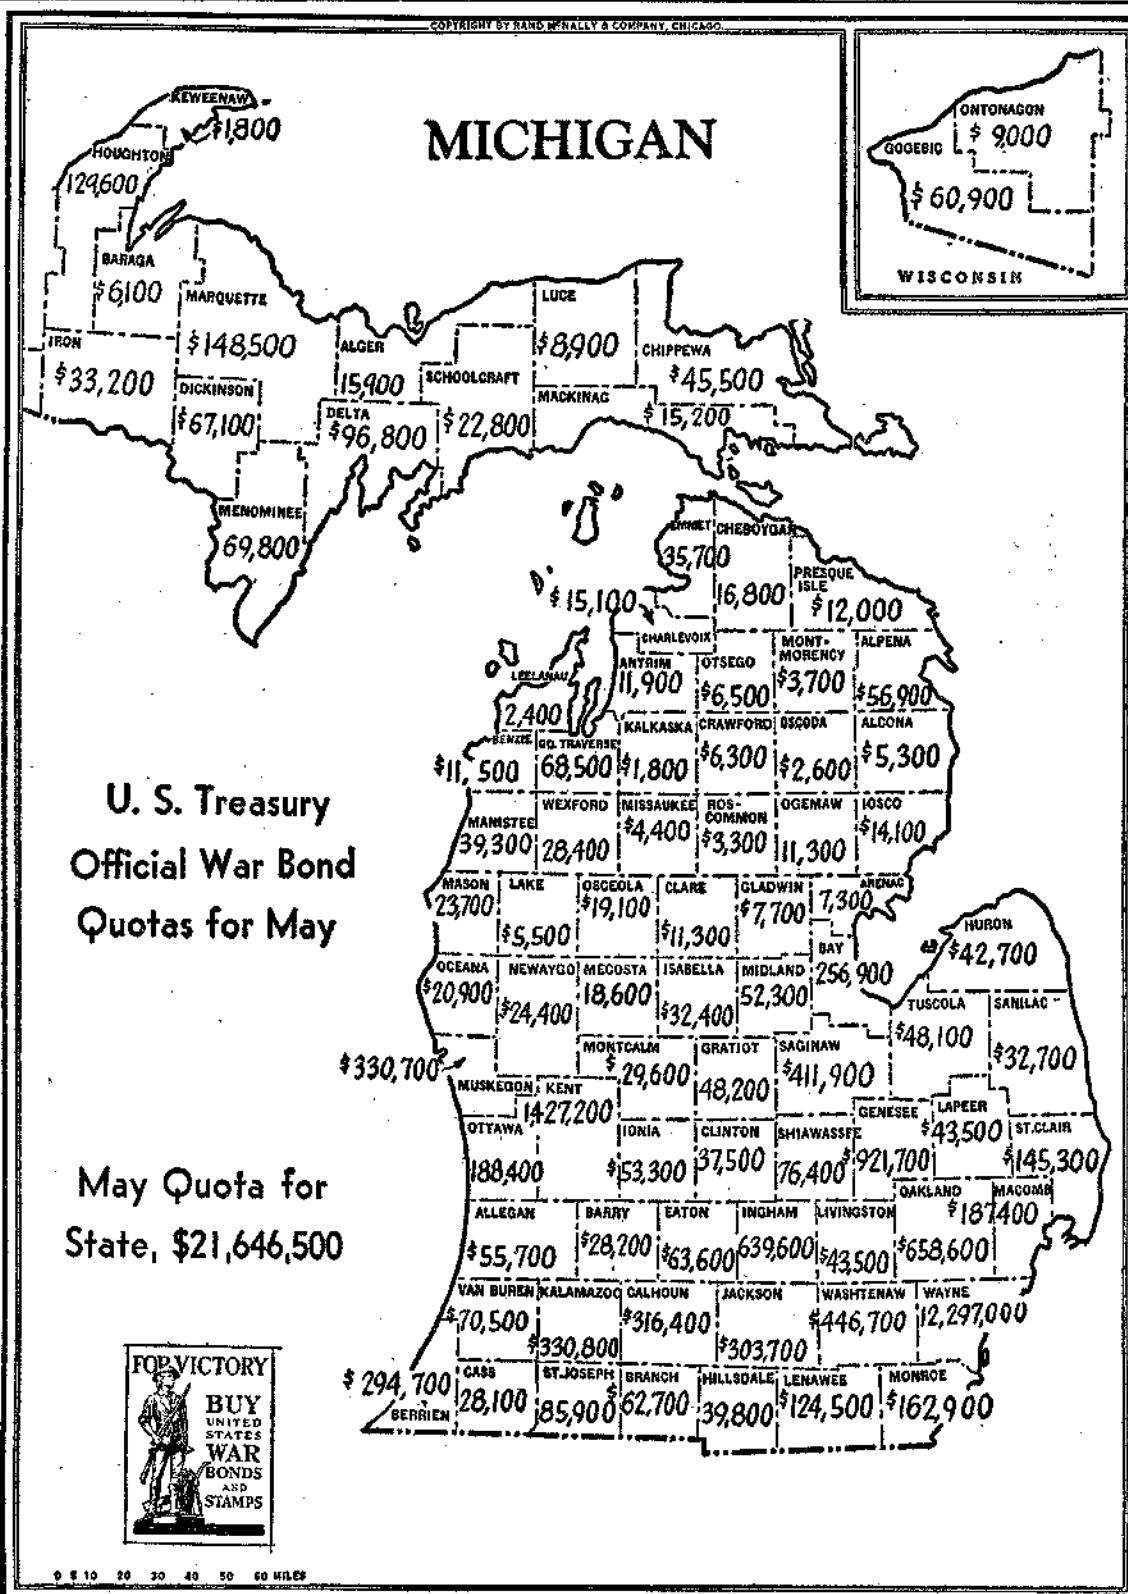 COPYRIGHT BY RAND McNALLY & COMPANY, CHICAGO
MICHIGAN
KEWEENAW
$1,800
HOUGHTON
129,600
ONTONAGON
$ 9,000
GOGEBIC
$ 60,900
WISCONSIN
BARAGA
$6,100
MARQUETTE
$148,500
IRON
$33,200
DICKINSON
$67,100
ALGER
15,900
DELTA
$96,800
SCHOOLCRAFT
$22,800
LUCE
$8,900
MACKINAC
$15,200
CHIPPEWA
$45,500
MENOMINEE
69,800
EMMET
35,700
CHEBOYGAN
16,800
PRESQUE
ISLE
$12,000
$15,100
CHARLEVOIX
LEELANAU
2,400
ANTRIM
11,900
OTSEGO
$6,500
MONT-
MORENCY
$3,700
ALPENA
$56,900
BENZIE
$11,500
GD. TRAVERSE
68,500
KALKASKA
$1,800
CRAWFORD
$6,300
OSCODA
$2,600
ALCONA
$5,300
MANISTEE
39,300
WEXFORD
28,400
MISSAUKEE
$4,400
ROS-
COMMON
$3,300
OGEMAW
11,300
IOSCO
$14,100
U. S. Treasury
Official War Bond
Quotas for May
MASON
23,700
LAKE
$5,500
OSCEOLA
$19,100
CLARE
$11,300
GLADWIN
$7,700
ARENAC
7,300
HURON
$42,700
OCEANA
$20,900
NEWAYGO
$24,400
MECOSTA
18,600
ISABELLA
$32,400
MIDLAND
52,300
BAY
256,900
TUSCOLA
$48,100
SANILAC
$32,700
$330,700
MUSKEGON
KENT
1427,200
MONTCALM
$29,600
GRATIOT
48,200
SAGINAW
$411,900
OTTAWA
188,400
IONIA
$53,300
CLINTON
37,500
SHIAWASSEE
76,400
GENESEE
$921,700
LAPEER
$43,500
ST. CLAIR
$145,300
May Quota for
State, $21,646,500
ALLEGAN
$55,700
BARRY
$28,200
EATON
$63,600
INGHAM
639,600
LIVINGSTON
$43,500
OAKLAND
$658,600
MACOMB
$187,400
VAN BUREN
$70,500
KALAMAZOO
$330,800
CALHOUN
$316,400
JACKSON
$303,700
WASHTENAW
$446,700
WAYNE
12,297,000
$294,700
BERRIEN
CASS
28,100
ST. JOSEPH
$85,900
BRANCH
62,700
HILLSDALE
39,800
LENAWEE
$124,500
MONROE
$162,900
FOR VICTORY
BUY
UNITED
STATES
WAR
BONDS
AND
STAMPS
0 5 10 20 30 40 50 60 MILES